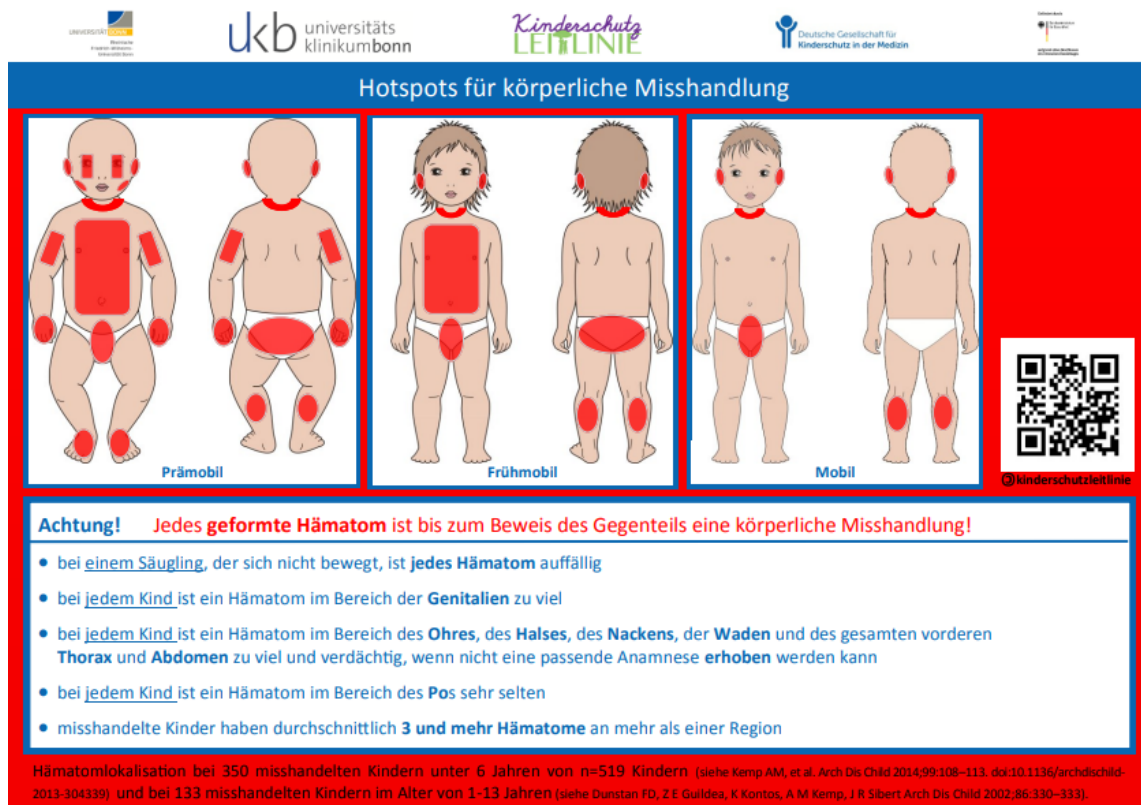 UNIVERSITÄT BONN
Rheinische
Friedrich-Wilhelms-
Universität Bonn
ukb universitäts
klinikumbonn
Kinderschutz
LEITLINIE
Deutsche Gesellschaft für
Kinderschutz in der Medizin
Hotspots für körperliche Misshandlung
Prämobil
Frühmobil
Mobil
kinderschutzleitlinie
Achtung! Jedes geformte Hämatom ist bis zum Beweis des Gegenteils eine körperliche Misshandlung!
• bei einem Säugling, der sich nicht bewegt, ist jedes Hämatom auffällig
• bei jedem Kind ist ein Hämatom im Bereich der Genitalien zu viel
• bei jedem Kind ist ein Hämatom im Bereich des Ohres, des Halses, des Nackens, der Waden und des gesamten vorderen
Thorax und Abdomen zu viel und verdächtig, wenn nicht eine passende Anamnese erhoben werden kann
• bei jedem Kind ist ein Hämatom im Bereich des Pos sehr selten
• misshandelte Kinder haben durchschnittlich 3 und mehr Hämatome an mehr als einer Region
Hämatomlokalisation bei 350 misshandelten Kindern unter 6 Jahren von n=519 Kindern (siehe Kemp AM, et al. Arch Dis Child 2014;99:108–113. doi:10.1136/archdischild-
2013-304339) und bei 133 misshandelten Kindern im Alter von 1-13 Jahren (siehe Dunstan FD, Z E Guildea, K Kontos, A M Kemp, J R Sibert Arch Dis Child 2002;86:330–333).